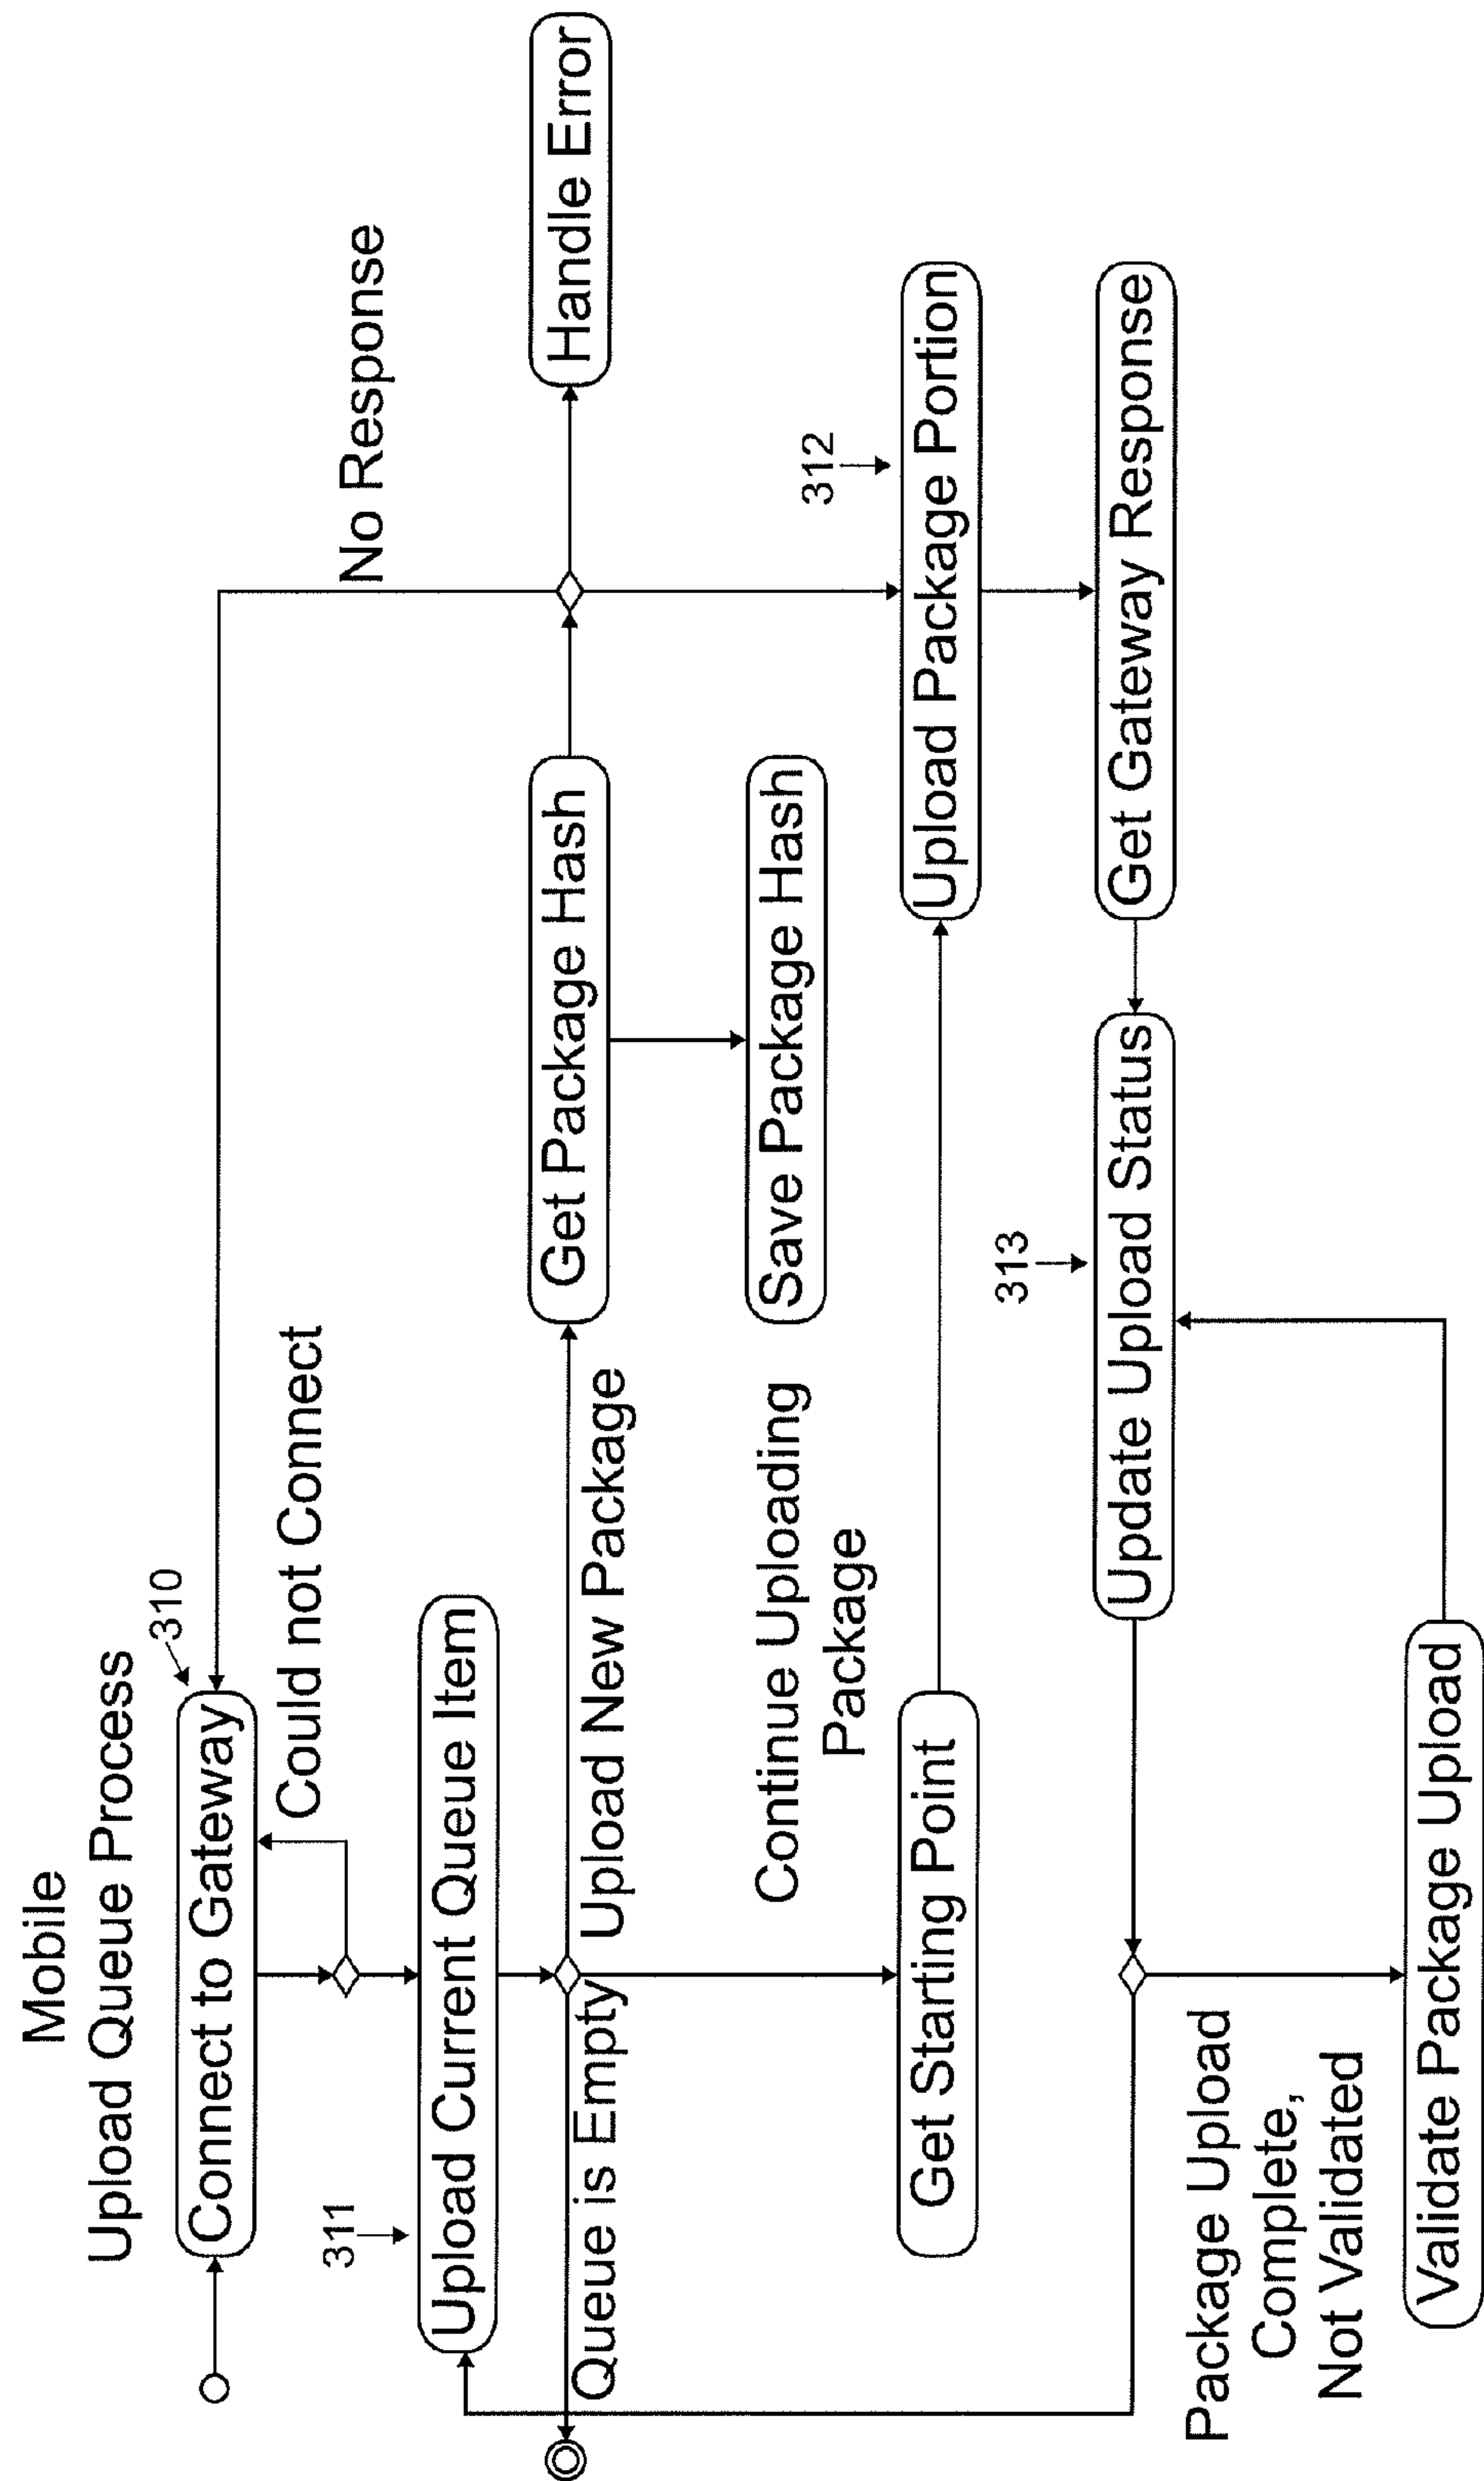 Mobile
Upload Queue Process
310
Connect to Gateway
Could not Connect
No Response
311
Upload Current Queue Item
Queue is Empty
Upload New Package
Get Package Hash
Handle Error
Save Package Hash
Continue Uploading
Package
312
Get Starting Point
Upload Package Portion
313
Update Upload Status
Get Gateway Response
Package Upload
Complete,
Not Validated
Validate Package Upload